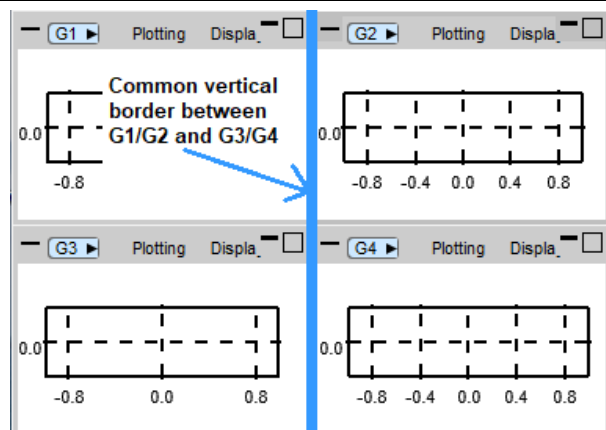 G1 ▶ Plotting Displa
G2 ▶ Plotting Displa
Common vertical
border between
G1/G2 and G3/G4
0.0
-0.8
0.0
-0.8 -0.4 0.0 0.4 0.8
G3 ▶ Plotting Displa
G4 ▶ Plotting Displa
0.0
-0.8 0.0 0.8
0.0
-0.8 -0.4 0.0 0.4 0.8